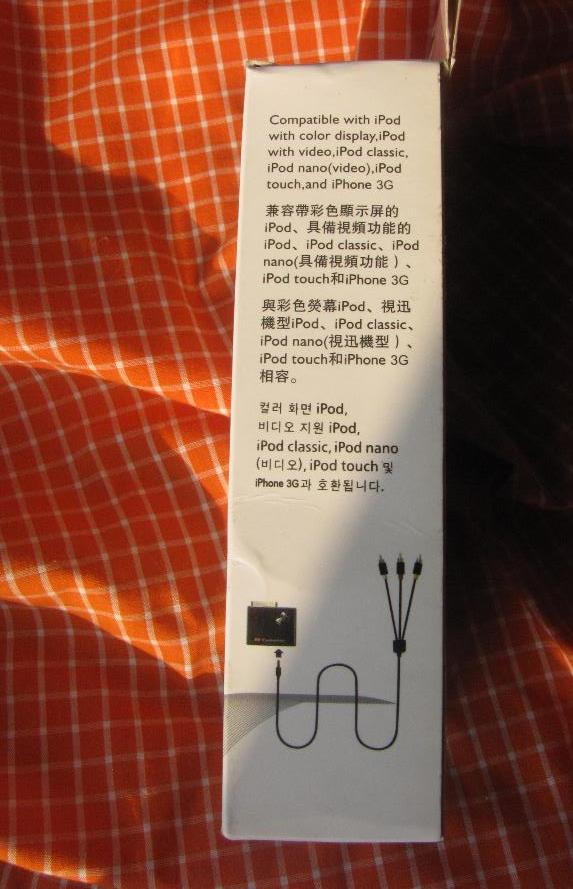 Compatible with iPod
with color display,iPod
with video,iPod classic,
iPod nano(video),iPod
touch,and iPhone 3G
兼容帶彩色顯示屏的
iPod、具備視頻功能的
iPod、iPod classic、iPod
nano(具備視頻功能）、
iPod touch和iPhone 3G
與彩色熒幕iPod、視迅
機型iPod、iPod classic、
iPod nano(視迅機型）、
iPod touch和iPhone 3G
相容。
컬러 화면 iPod,
비디오 지원 iPod,
iPod classic, iPod nano
(비디오), iPod touch 및
iPhone 3G과 호환됩니다.